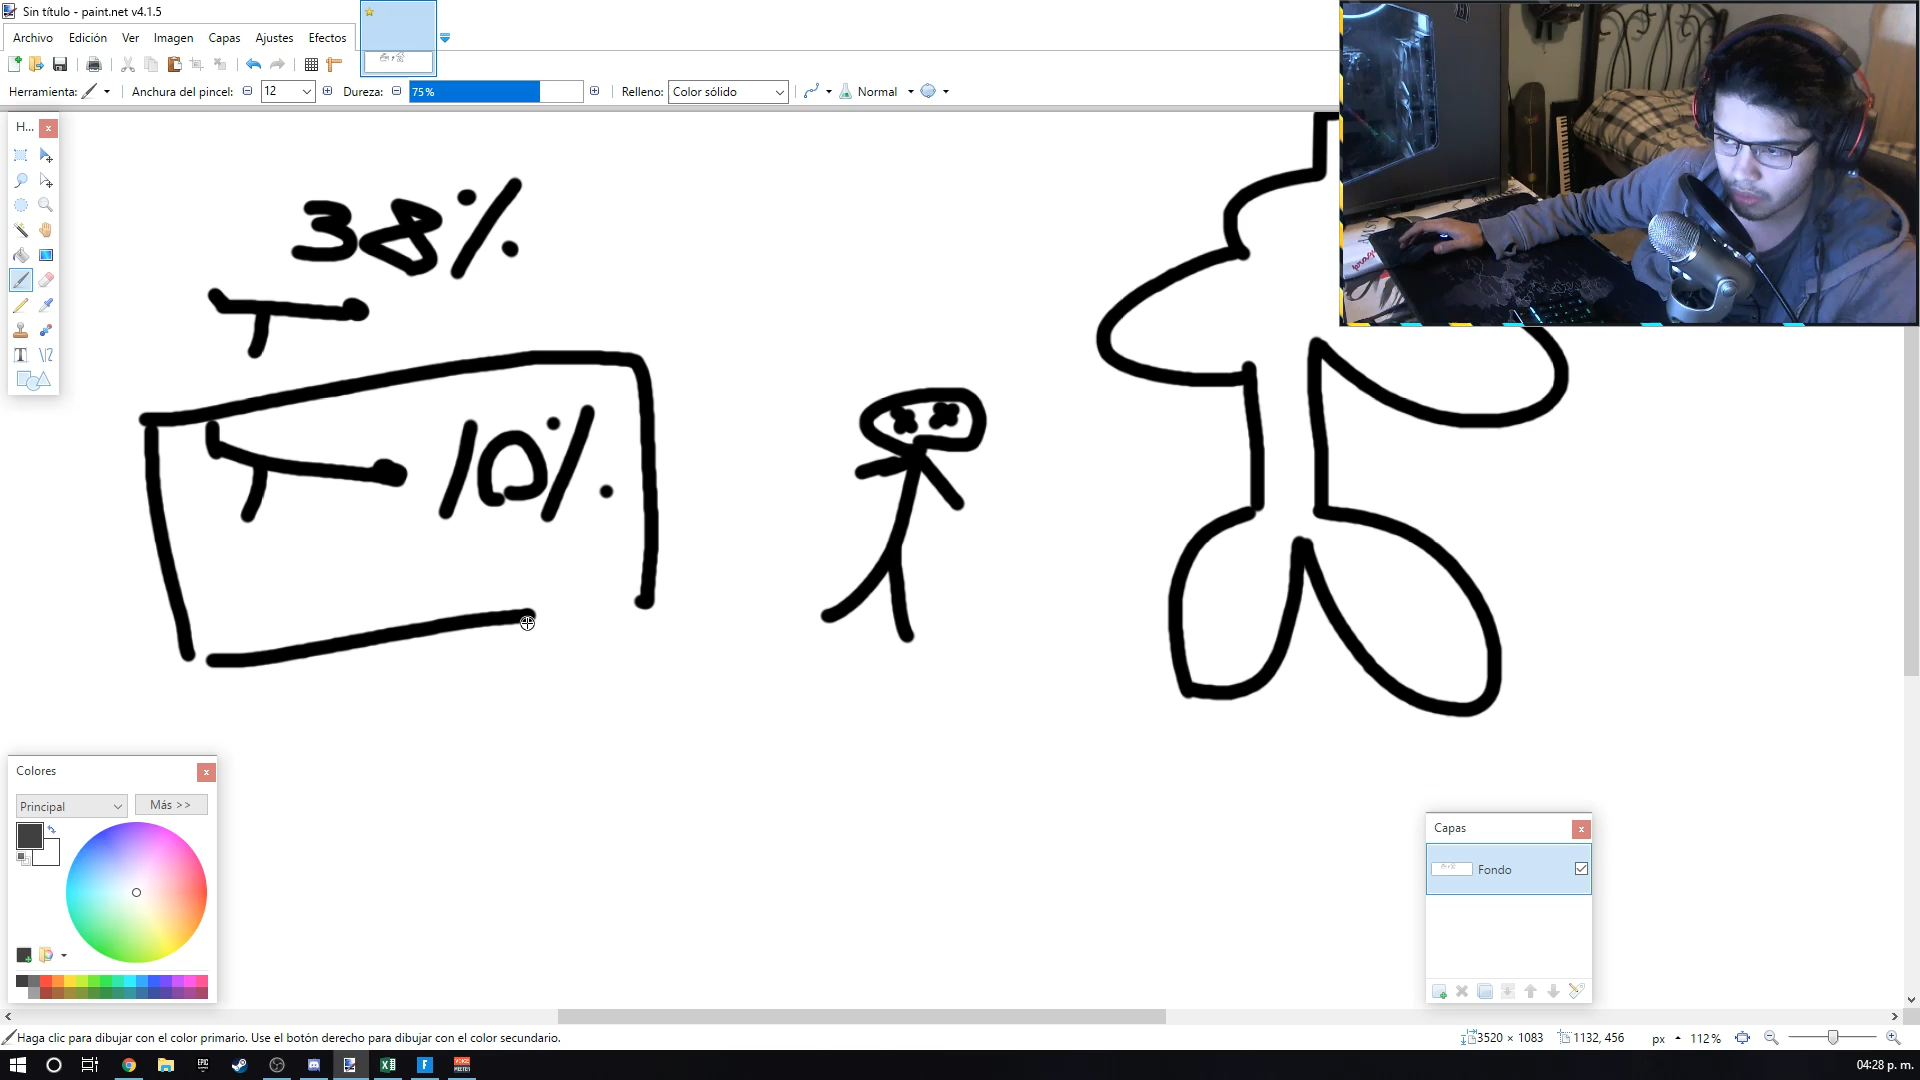 Sin título - paint.net v4.1.5
Archivo Edición Ver Imagen Capas Ajustes Efectos
Herramienta: Anchura del pincel: 12 Dureza: 75% Relleno: Color sólido Normal
H...
38%
10%
Colores
Principal Más >>
Capas
Fondo
Haga clic para dibujar con el color primario. Use el botón derecho para dibujar con el color secundario.
3520 × 1083 1132, 456 px 112%
04:28 p. m.